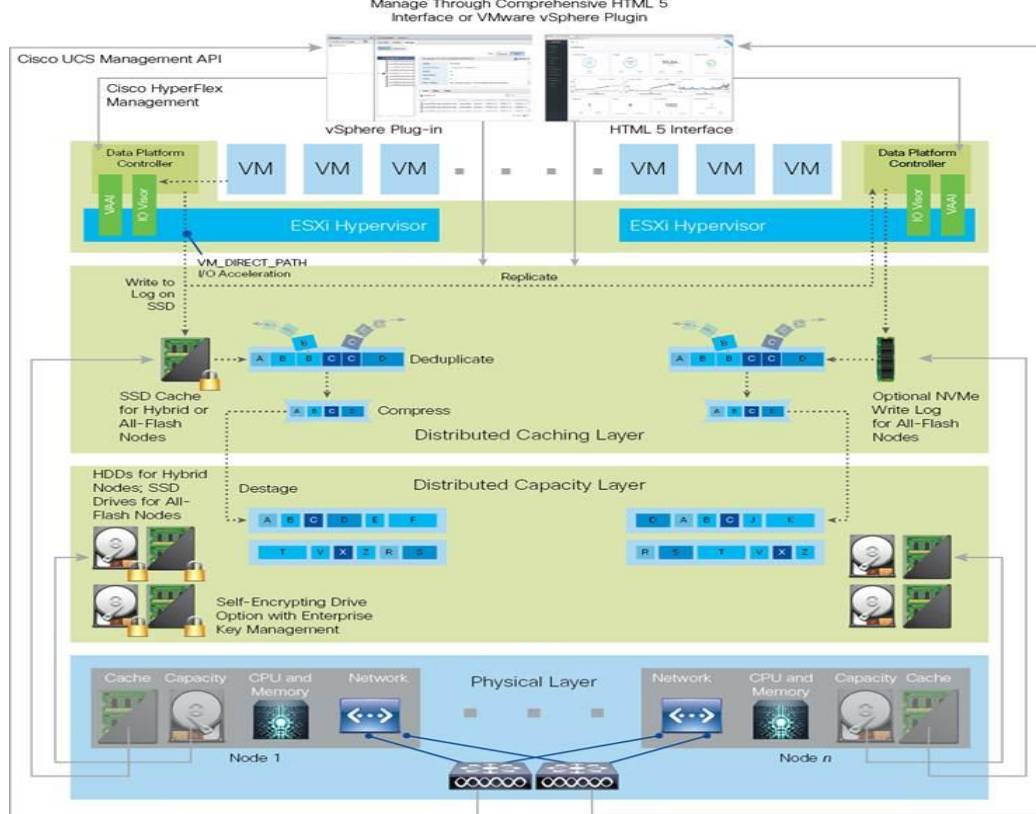 Manage Through Comprehensive HTML 5
Interface or VMware vSphere Plugin
Cisco UCS Management API
Cisco HyperFlex
Management
vSphere Plug-in
HTML 5 Interface
Data Platform
Controller
VM
VM
VM
VM
VM
VM
Data Platform
Controller
VAAI
IO Visor
ESXi Hypervisor
ESXi Hypervisor
IO Visor
VAAI
VM_DIRECT_PATH
I/O Acceleration
Replicate
Write to
Log on
SSD
B
C
B
C
A B B C C D
Deduplicate
A B B C C D
SSD Cache
for Hybrid or
All-Flash
Nodes
A B C D
Compress
A B C D
Optional NVMe
Write Log
for All-Flash
Nodes
Distributed Caching Layer
HDDs for Hybrid
Nodes; SSD
Drives for All-
Flash Nodes
Destage
Distributed Capacity Layer
A B C D E F
D A B C J K
T V X Z R S
R S T V X Z
Self-Encrypting Drive
Option with Enterprise
Key Management
Cache Capacity CPU and
Memory Network
Physical Layer
Network CPU and
Memory Capacity Cache
Node 1
Node n